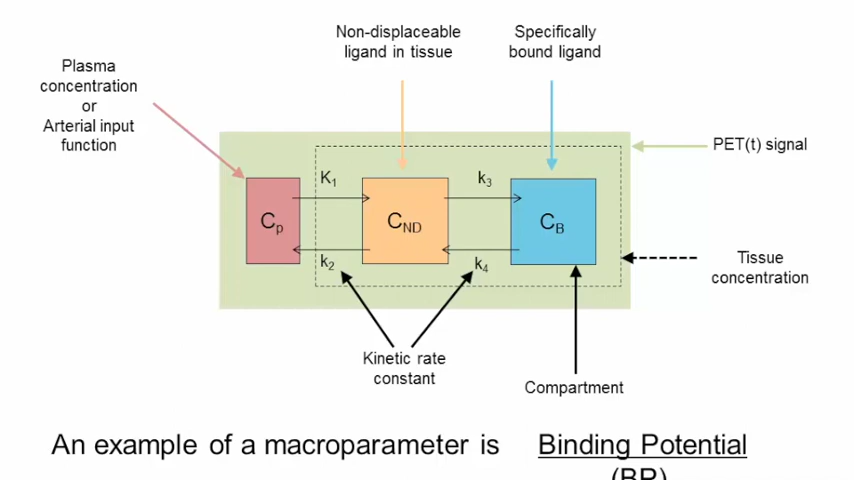 Non-displaceable
ligand in tissue
Specifically
bound ligand
Plasma
concentration
or
Arterial input
function
PET(t) signal
K1
k3
Cp
CND
CB
k2
k4
Tissue
concentration
Kinetic rate
constant
Compartment
An example of a macroparameter is Binding Potential
(BP)